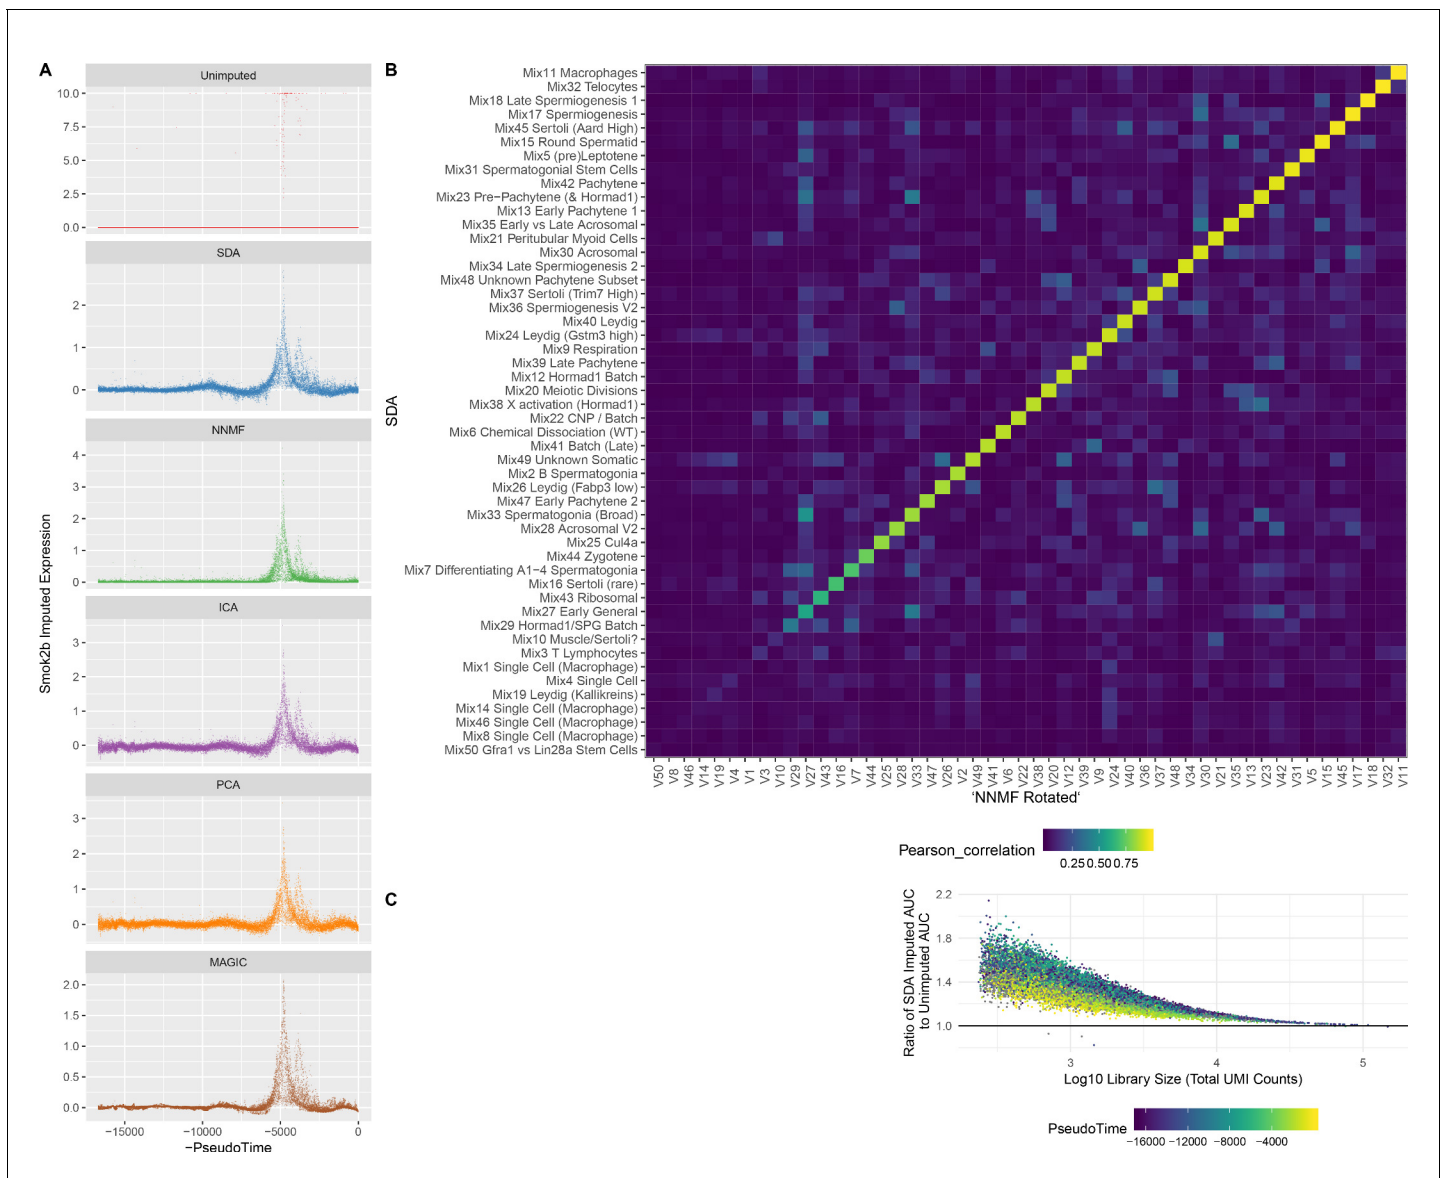 A
Unimputed
10.0
7.5
5.0
2.5
0.0
SDA
2
1
0
NNMF
4
3
2
1
0
ICA
3
2
1
0
PCA
3
2
1
0
MAGIC
2.0
1.5
1.0
0.5
0.0
−15000
−10000
−5000
0
−PseudoTime
Smok2b Imputed Expression
B
SDA
Mix11 Macrophages
Mix32 Telocytes
Mix18 Late Spermiogenesis 1
Mix17 Spermiogenesis
Mix45 Sertoli (Aard High)
Mix15 Round Spermatid
Mix5 (pre)Leptotene
Mix31 Spermatogonial Stem Cells
Mix42 Pachytene
Mix23 Pre−Pachytene (& Hormad1)
Mix13 Early Pachytene 1
Mix35 Early vs Late Acrosomal
Mix21 Peritubular Myoid Cells
Mix30 Acrosomal
Mix34 Late Spermiogenesis 2
Mix48 Unknown Pachytene Subset
Mix37 Sertoli (Trim7 High)
Mix36 Spermiogenesis V2
Mix40 Leydig
Mix24 Leydig (Gstm3 high)
Mix9 Respiration
Mix39 Late Pachytene
Mix12 Hormad1 Batch
Mix20 Meiotic Divisions
Mix38 X activation (Hormad1)
Mix22 CNP / Batch
Mix6 Chemical Dissociation (WT)
Mix41 Batch (Late)
Mix49 Unknown Somatic
Mix2 B Spermatogonia
Mix26 Leydig (Fabp3 low)
Mix47 Early Pachytene 2
Mix33 Spermatogonia (Broad)
Mix28 Acrosomal V2
Mix25 Cul4a
Mix44 Zygotene
Mix7 Differentiating A1−4 Spermatogonia
Mix16 Sertoli (rare)
Mix43 Ribosomal
Mix27 Early General
Mix29 Hormad1/SPG Batch
Mix10 Muscle/Sertoli?
Mix3 T Lymphocytes
Mix1 Single Cell (Macrophage)
Mix4 Single Cell
Mix19 Leydig (Kallikreins)
Mix14 Single Cell (Macrophage)
Mix46 Single Cell (Macrophage)
Mix8 Single Cell (Macrophage)
Mix50 Gfra1 vs Lin28a Stem Cells
V50
V8
V46
V14
V19
V4
V1
V3
V10
V29
V27
V43
V16
V7
V44
V25
V28
V33
V47
V26
V2
V49
V41
V6
V22
V38
V20
V12
V39
V9
V24
V40
V36
V37
V48
V34
V30
V21
V35
V13
V23
V42
V31
V5
V15
V45
V17
V18
V32
V11
‘NNMF Rotated‘
Pearson_correlation
0.25 0.50 0.75
C
Ratio of SDA Imputed AUC
to Unimputed AUC
2.2
1.8
1.4
1.0
3
4
5
Log10 Library Size (Total UMI Counts)
PseudoTime
−16000 −12000 −8000 −4000